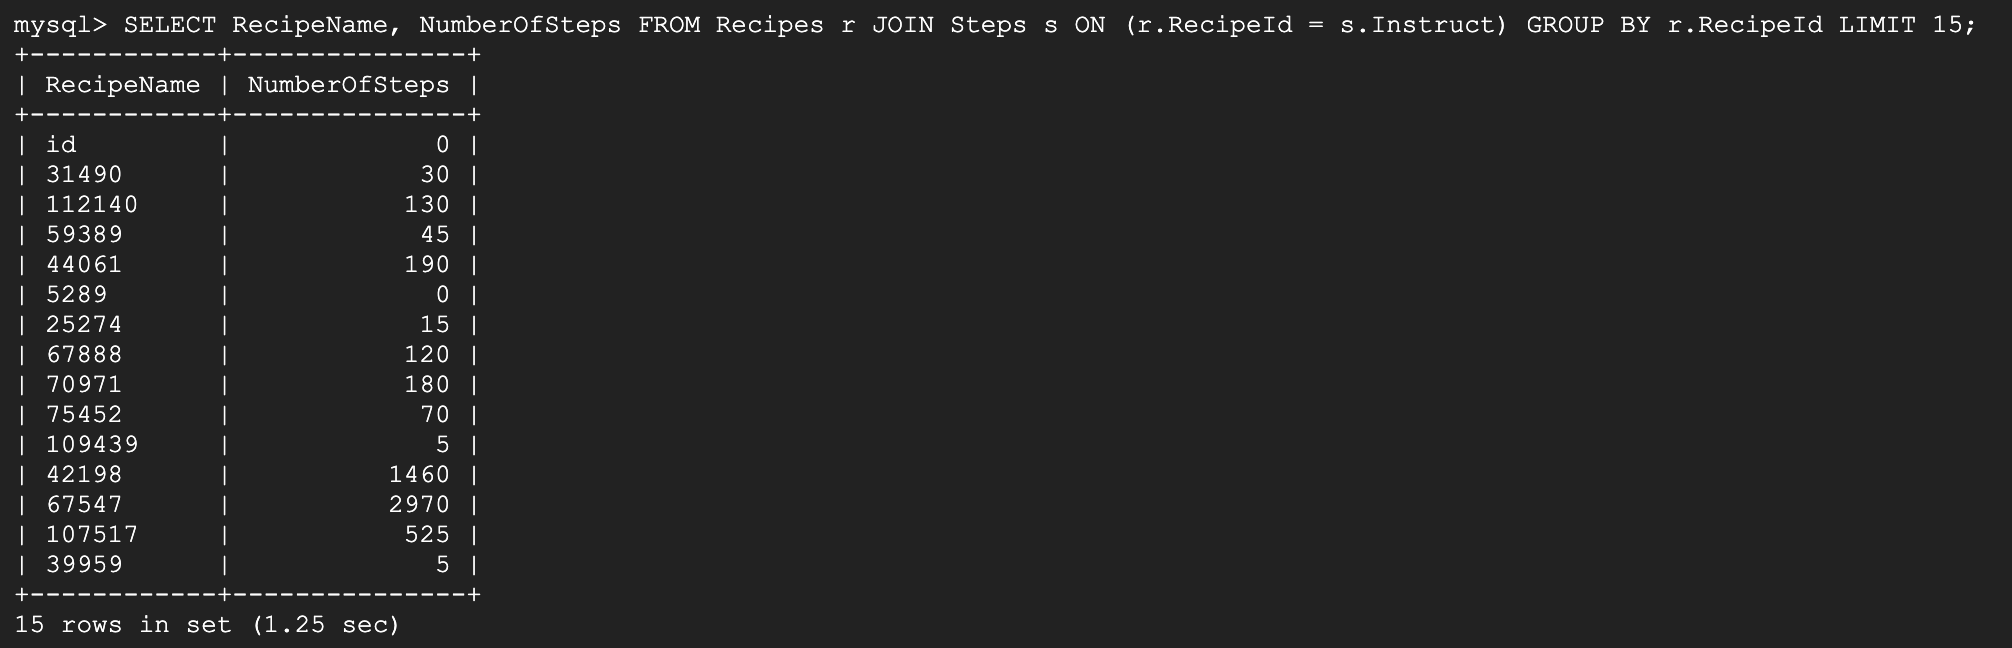 mysql> SELECT RecipeName, NumberOfSteps FROM Recipes r JOIN Steps s ON (r.RecipeId = s.Instruct) GROUP BY r.RecipeId LIMIT 15;
+------------+---------------+
| RecipeName | NumberOfSteps |
+------------+---------------+
| id         |             0 |
| 31490      |            30 |
| 112140     |           130 |
| 59389      |            45 |
| 44061      |           190 |
| 5289       |             0 |
| 25274      |            15 |
| 67888      |           120 |
| 70971      |           180 |
| 75452      |            70 |
| 109439     |             5 |
| 42198      |          1460 |
| 67547      |          2970 |
| 107517     |           525 |
| 39959      |             5 |
+------------+---------------+
15 rows in set (1.25 sec)